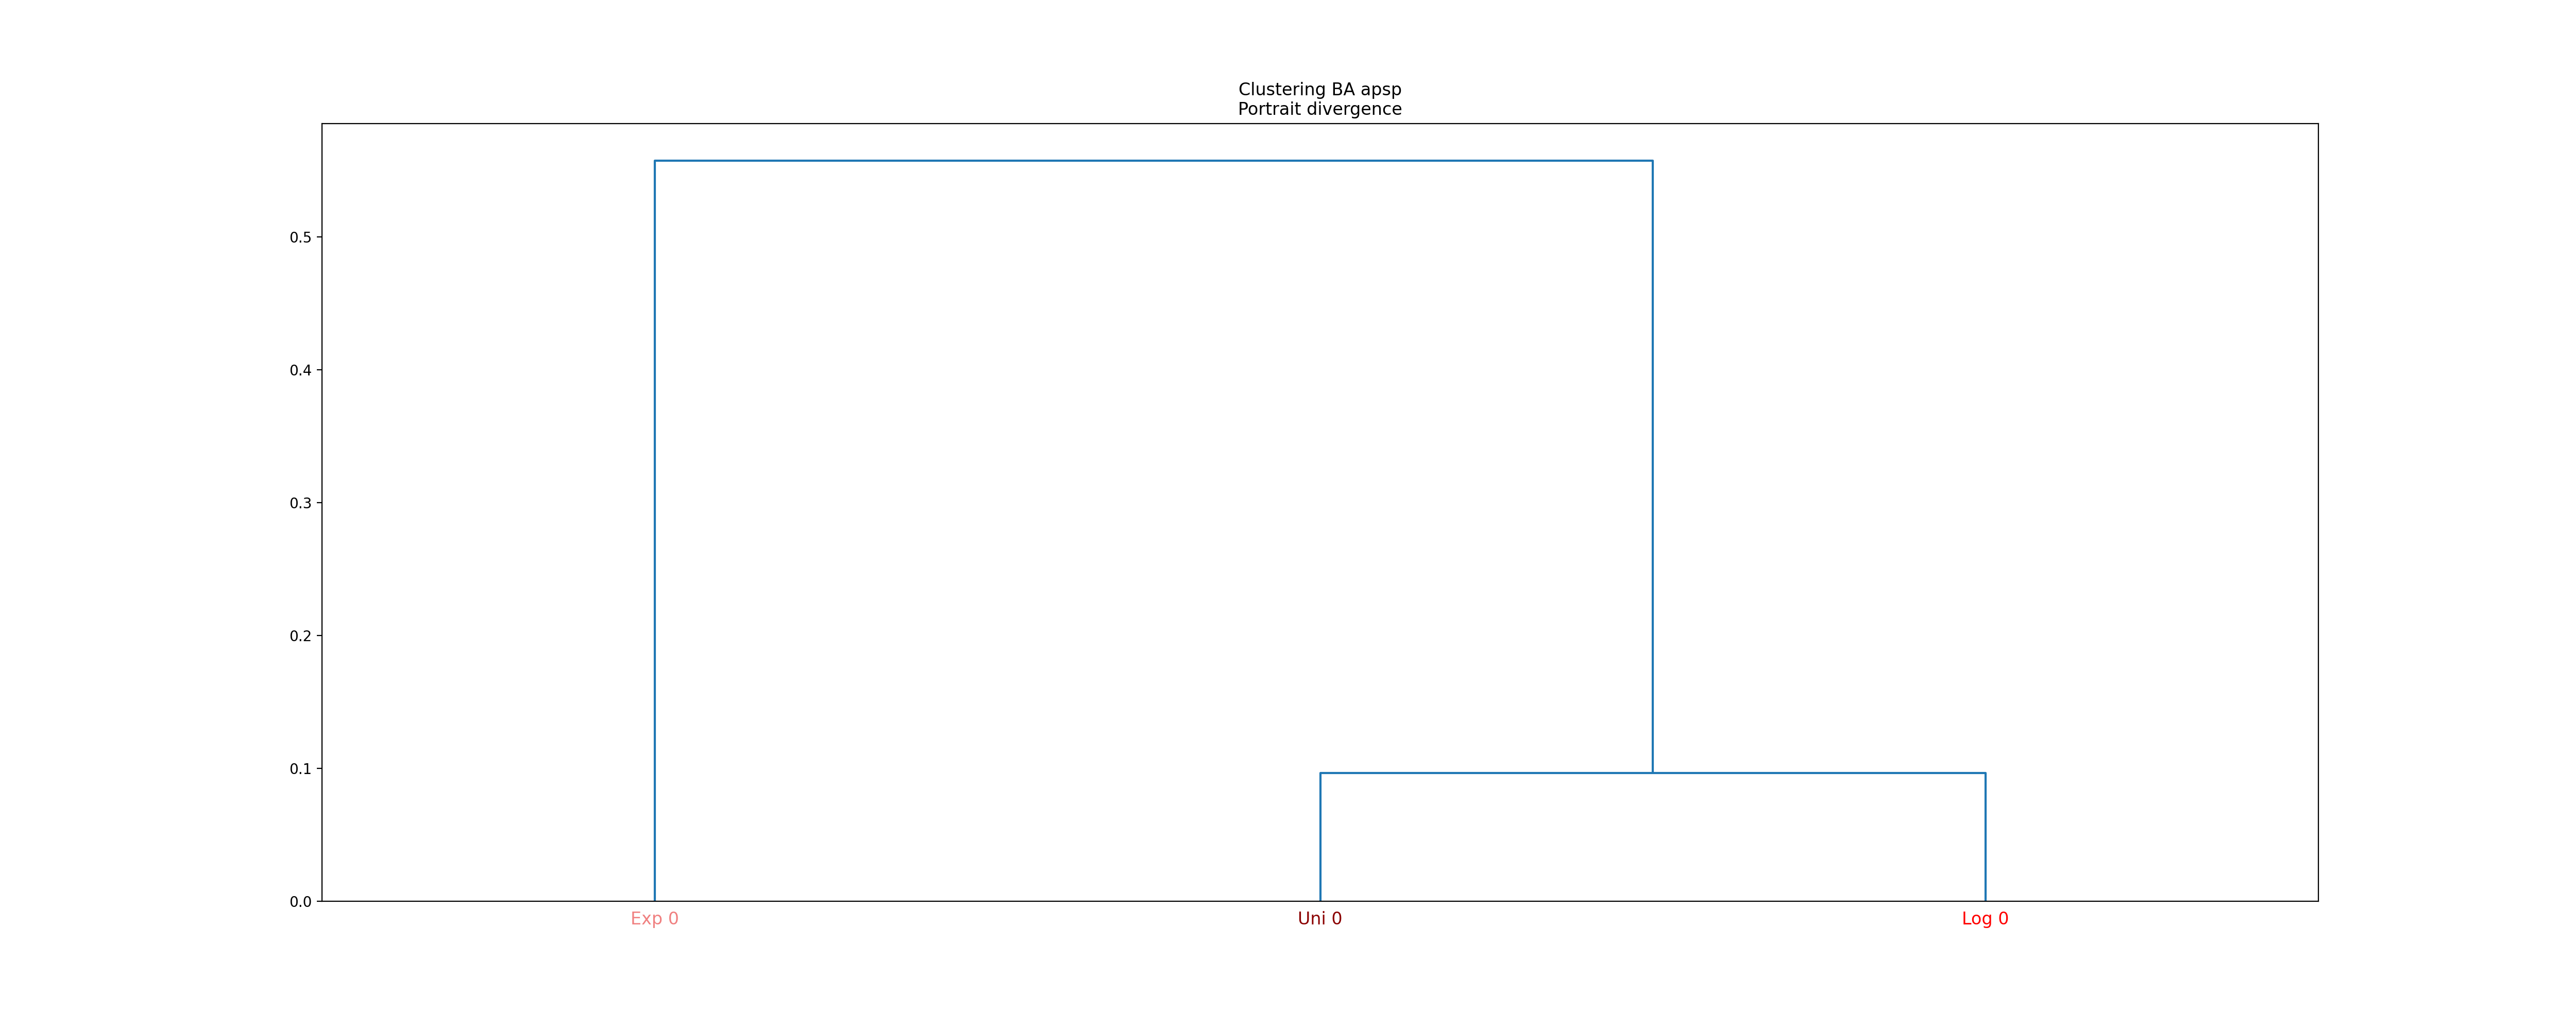 Clustering BA apsp
Portrait divergence
0.5
0.4
0.3
0.2
0.1
0.0
Exp 0
Uni 0
Log 0